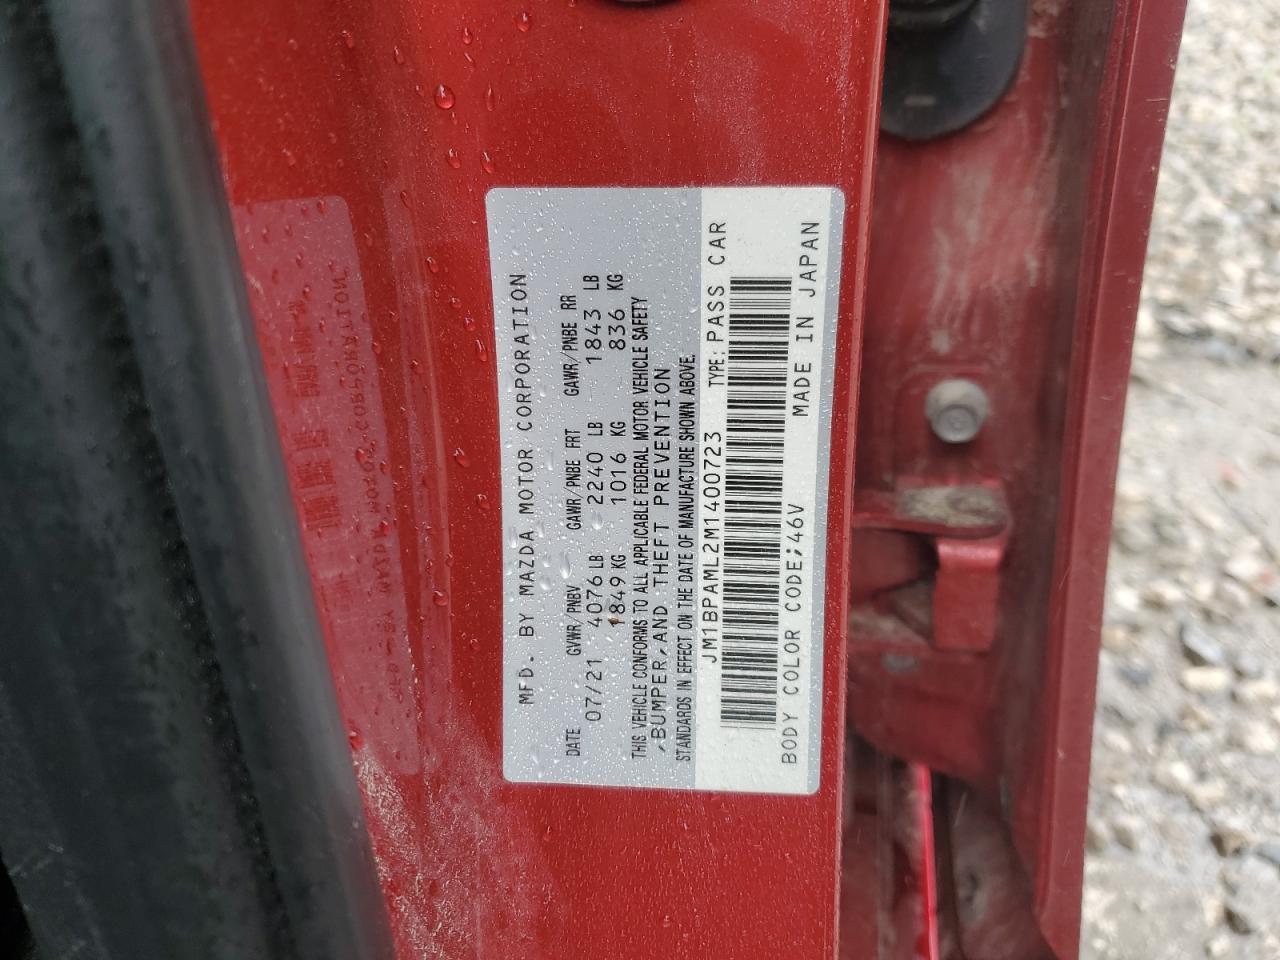 MFD. BY MAZDA MOTOR CORPORATION
DATE GVWR/PNBV GAWR/PNBE FRT GAWR/PNBE RR
07/21 4076 LB 2240 LB 1843 LB
1849 KG 1016 KG 836 KG
THIS VEHICLE CONFORMS TO ALL APPLICABLE FEDERAL MOTOR VEHICLE SAFETY
,BUMPER,AND THEFT PREVENTION
STANDARDS IN EFFECT ON THE DATE OF MANUFACTURE SHOWN ABOVE.
JM1BPAML2M1400723 TYPE: PASS CAR
BODY COLOR CODE;46V MADE IN JAPAN